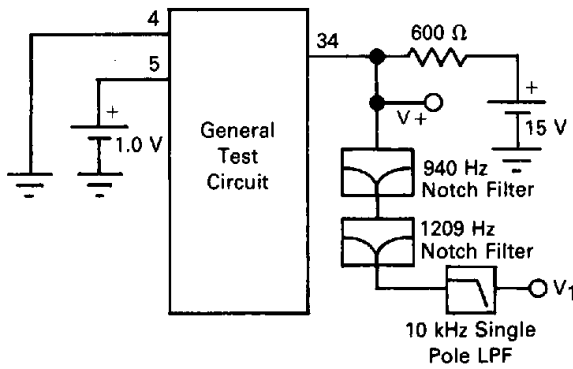 4
34
600 Ω
5
+
+
1.0 V
General
Test
Circuit
V+
15 V
940 Hz
Notch Filter
1209 Hz
Notch Filter
V1
10 kHz Single
Pole LPF